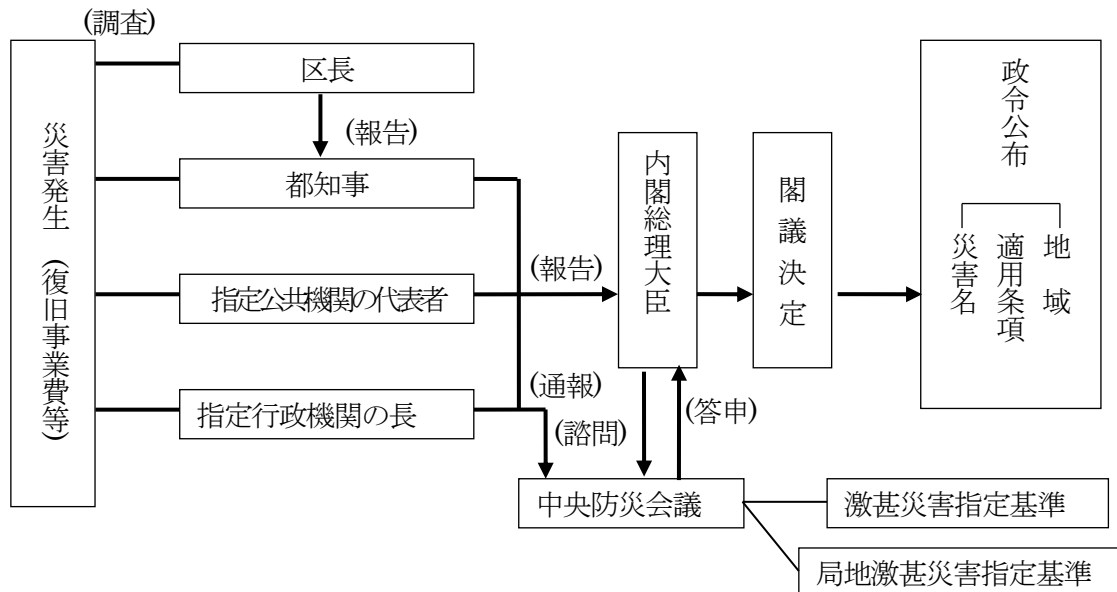 (調査)
災害発生 (復旧事業費等)
区長
(報告)
都知事
指定公共機関の代表者
指定行政機関の長
(報告)
(通報)
(諮問)
(答申)
内閣総理大臣
閣議決定
政令公布
地域
適用条項
災害名
中央防災会議
激甚災害指定基準
局地激甚災害指定基準